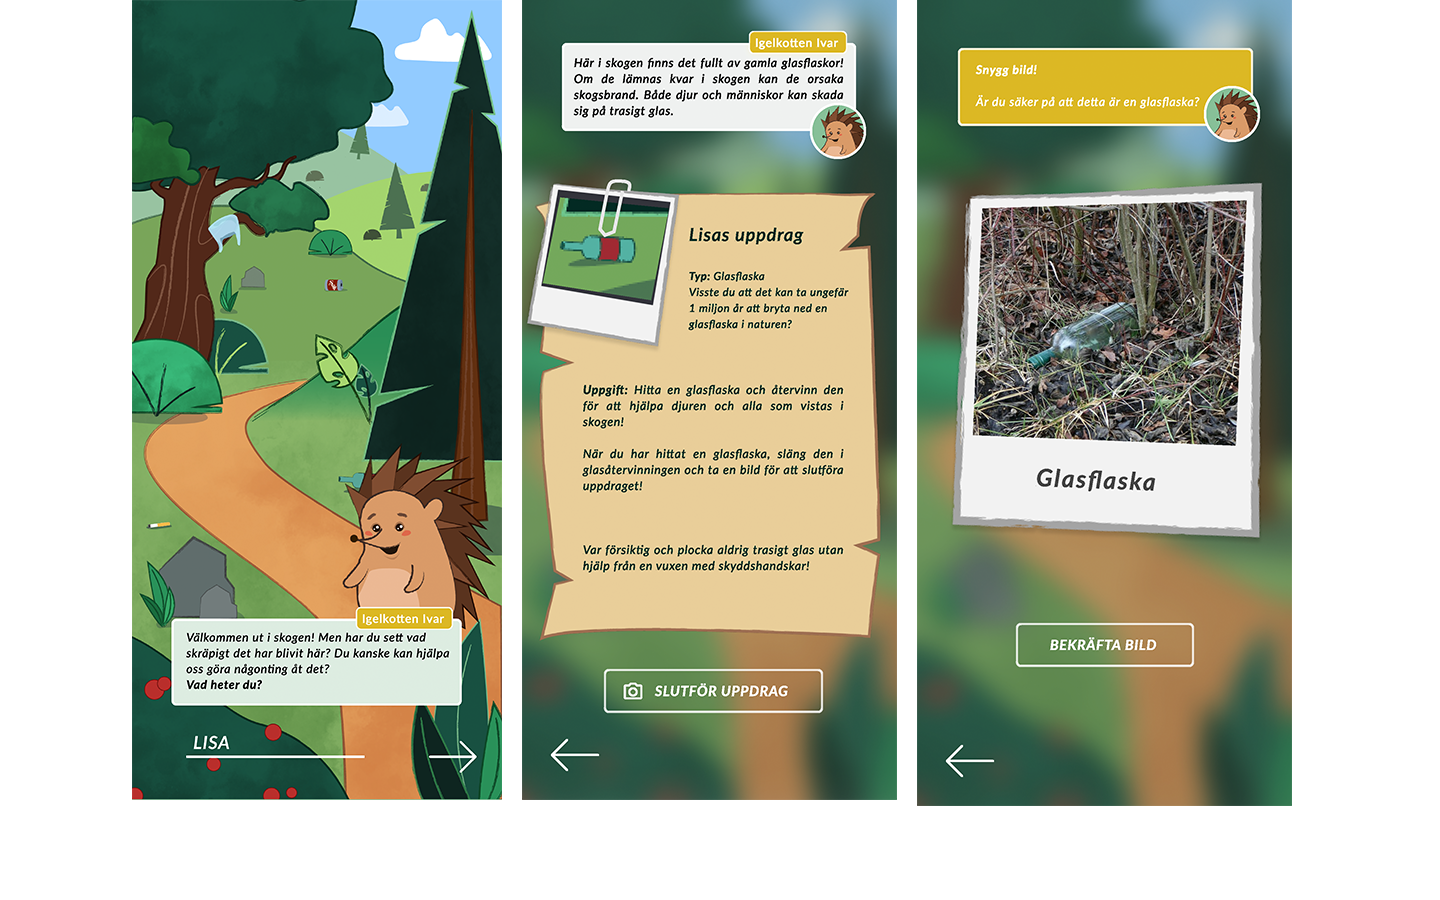 Igelkotten Ivar
Välkommen ut i skogen! Men har du sett vad
skräpigt det har blivit här? Du kanske kan hjälpa
oss göra någonting åt det?
Vad heter du?
LISA
Igelkotten Ivar
Här i skogen finns det fullt av gamla glasflaskor!
Om de lämnas kvar i skogen kan de orsaka
skogsbrand. Både djur och människor kan skada
sig på trasigt glas.
Lisas uppdrag
Typ: Glasflaska
Visste du att det kan ta ungefär
1 miljon år att bryta ned en
glasflaska i naturen?
Uppgift: Hitta en glasflaska och återvinn den
för att hjälpa djuren och alla som vistas i
skogen!
När du har hittat en glasflaska, släng den i
glasåtervinningen och ta en bild för att slutföra
uppdraget!
Var försiktig och plocka aldrig trasigt glas utan
hjälp från en vuxen med skyddshandskar!
SLUTFÖR UPPDRAG
Snygg bild!
Är du säker på att detta är en glasflaska?
Glasflaska
BEKRÄFTA BILD